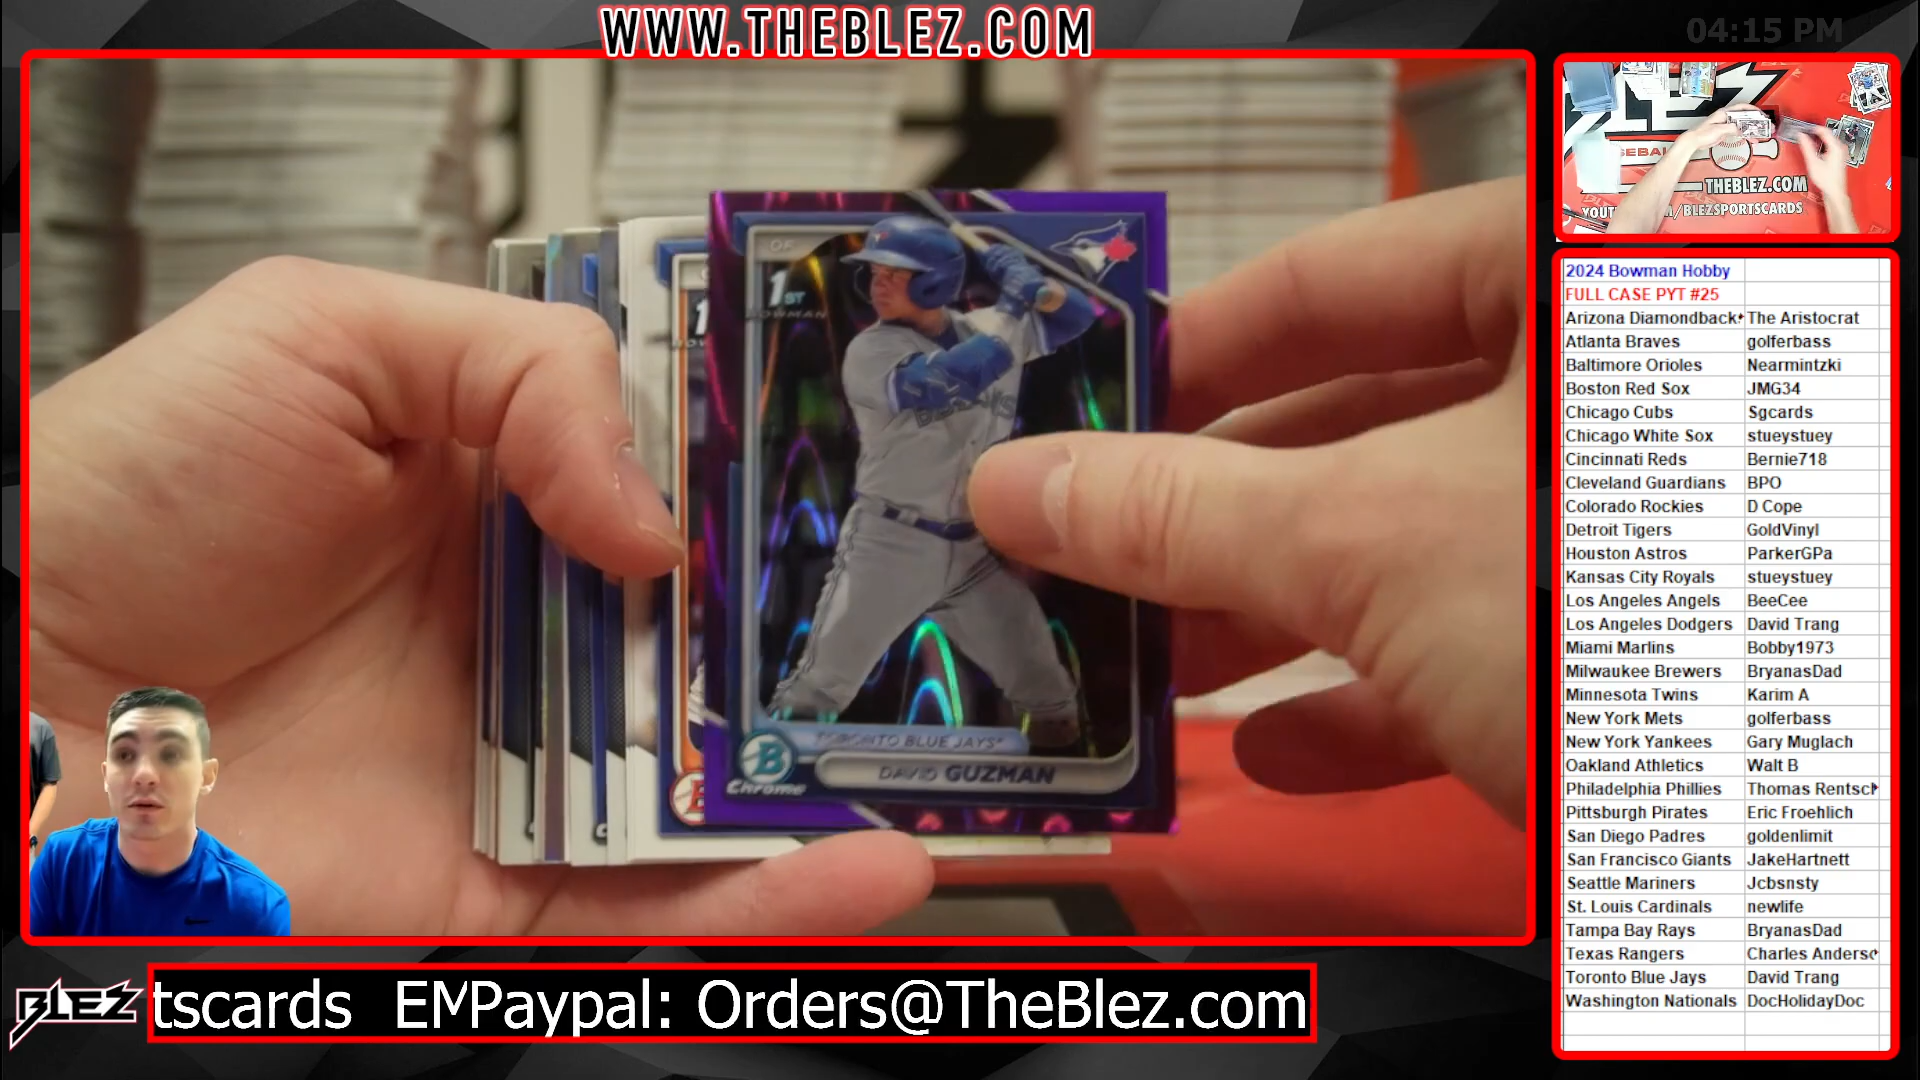 WWW.THEBLEZ.COM
04:15 PM
OF
1ST
BOWMAN
TORONTO BLUE JAYS
DAVID GUZMAN
B
Chrome
THEBLEZ.COM
/BLEZSPORTSCARDS
2024 Bowman Hobby
FULL CASE PYT #25
Arizona Diamondback The Aristocrat
Atlanta Braves golferbass
Baltimore Orioles Nearmintzki
Boston Red Sox JMG34
Chicago Cubs Sgcards
Chicago White Sox stueystuey
Cincinnati Reds Bernie718
Cleveland Guardians BPO
Colorado Rockies D Cope
Detroit Tigers GoldVinyl
Houston Astros ParkerGPa
Kansas City Royals stueystuey
Los Angeles Angels BeeCee
Los Angeles Dodgers David Trang
Miami Marlins Bobby1973
Milwaukee Brewers BryanasDad
Minnesota Twins Karim A
New York Mets golferbass
New York Yankees Gary Muglach
Oakland Athletics Walt B
Philadelphia Phillies Thomas Rentscl
Pittsburgh Pirates Eric Froehlich
San Diego Padres goldenlimit
San Francisco Giants JakeHartnett
Seattle Mariners Jcbsnsty
St. Louis Cardinals newlife
Tampa Bay Rays BryanasDad
Texas Rangers Charles Anders
Toronto Blue Jays David Trang
Washington Nationals DocHolidayDoc
BLEZ
tscards EMPaypal: Orders@TheBlez.com